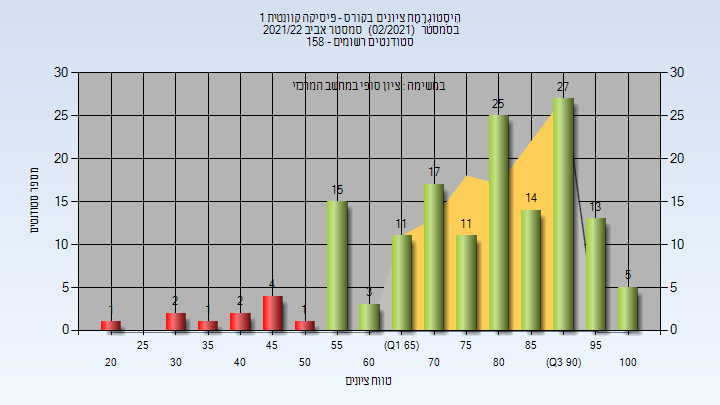 היסטוגרמת ציונים בקורס - פיסיקה קוונטית 1
בסמסטר (02/2021) סמסטר אביב 2021/22
סטודנטים רשומים - 158
במשימה : ציון סופי במחשב המרכזי
מספר סטודנטים
30 25 20 15 10 5 0
30 25 20 15 10 5 0
1 2 1 2 4 1 15 3 11 17 11 25 14 27 13 5
25 35 45 55 (Q1 65) 75 85 95
20 30 40 50 60 70 80 (Q3 90) 100
טווח ציונים